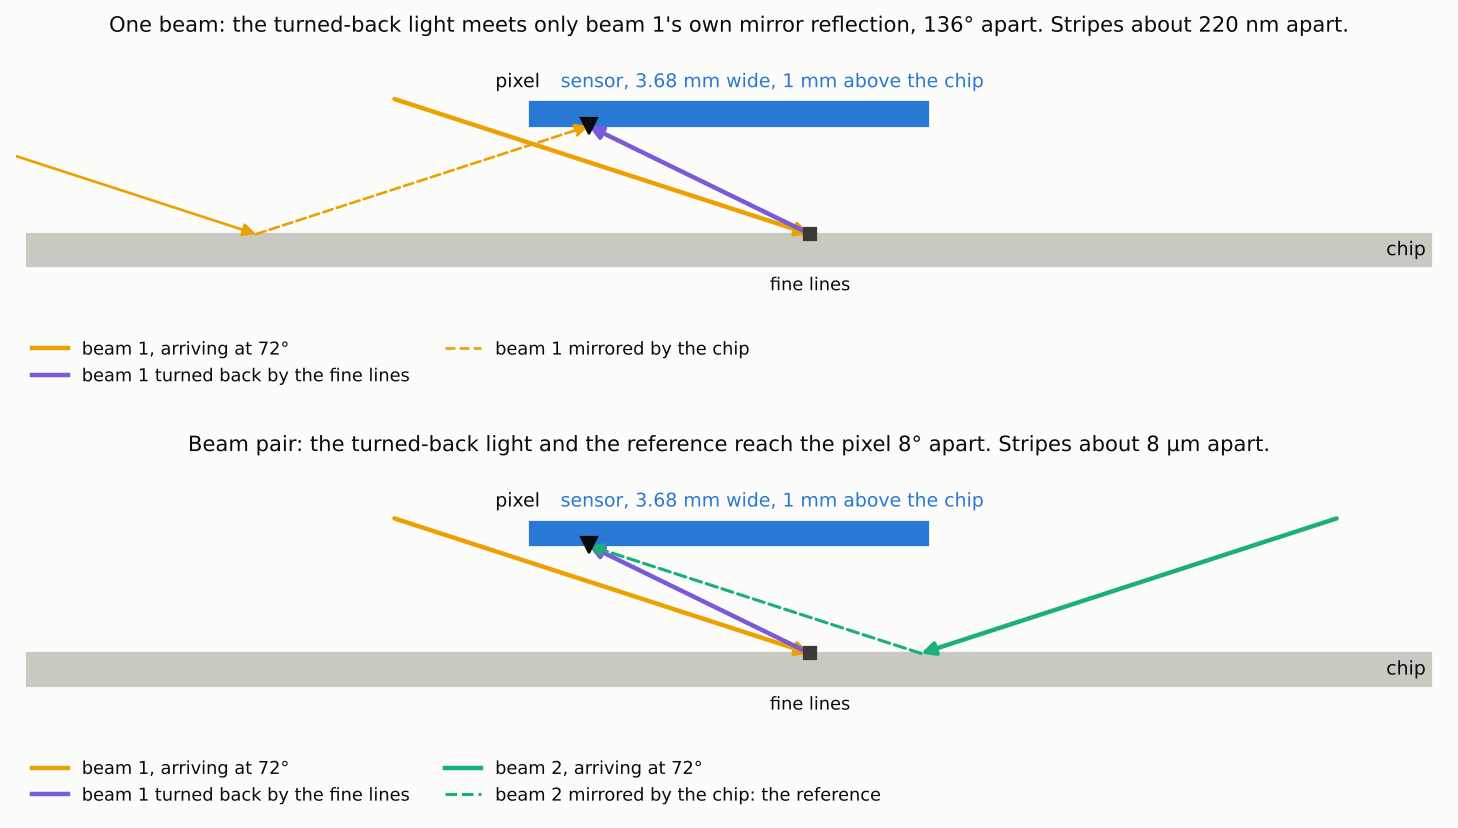 One beam: the turned-back light meets only beam 1's own mirror reflection, 136° apart. Stripes about 220 nm apart.
pixel sensor, 3.68 mm wide, 1 mm above the chip
chip
fine lines
beam 1, arriving at 72°
beam 1 turned back by the fine lines
beam 1 mirrored by the chip
Beam pair: the turned-back light and the reference reach the pixel 8° apart. Stripes about 8 µm apart.
pixel sensor, 3.68 mm wide, 1 mm above the chip
chip
fine lines
beam 1, arriving at 72°
beam 1 turned back by the fine lines
beam 2, arriving at 72°
beam 2 mirrored by the chip: the reference